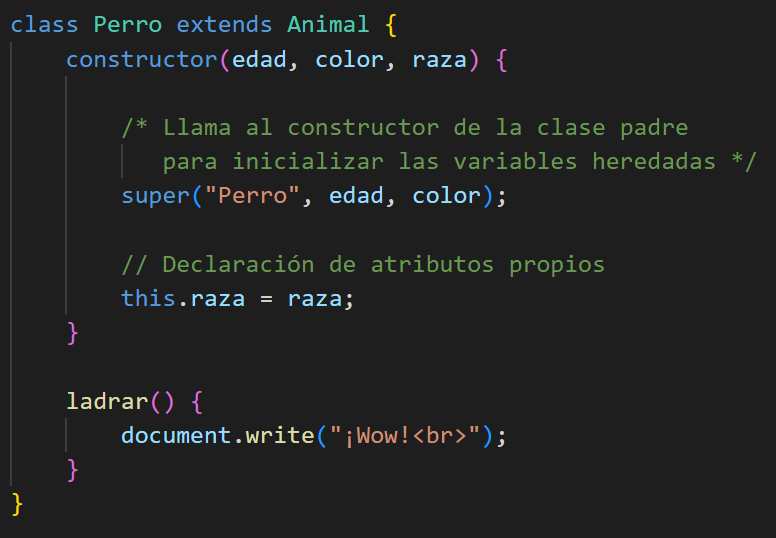 class Perro extends Animal {
    constructor(edad, color, raza) {

        /* Llama al constructor de la clase padre
           para inicializar las variables heredadas */
        super("Perro", edad, color);

        // Declaración de atributos propios
        this.raza = raza;
    }

    ladrar() {
        document.write("¡Wow!<br>");
    }
}